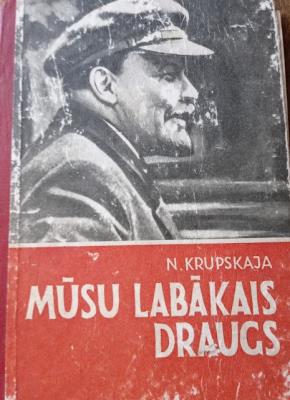 N. KRUPSKAJA
MŪSU LABĀKAIS
DRAUGS